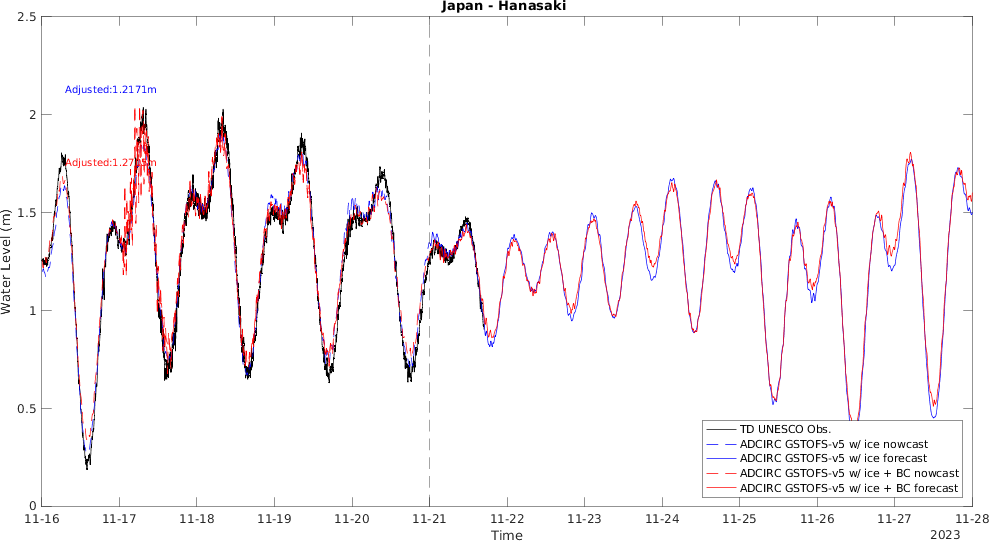 Japan - Hanasaki
2.5
2
1.5
1
0.5
0
Water Level (m)
Adjusted:1.2171m
11-16
11-17
11-18
11-19
11-20
11-21
11-22
11-23
11-24
11-25
11-26
11-27
11-28
Time
2023
TD UNESCO Obs.
ADCIRC GSTOFS-v5 w/ ice nowcast
ADCIRC GSTOFS-v5 w/ ice forecast
ADCIRC GSTOFS-v5 w/ ice + BC nowcast
ADCIRC GSTOFS-v5 w/ ice + BC forecast